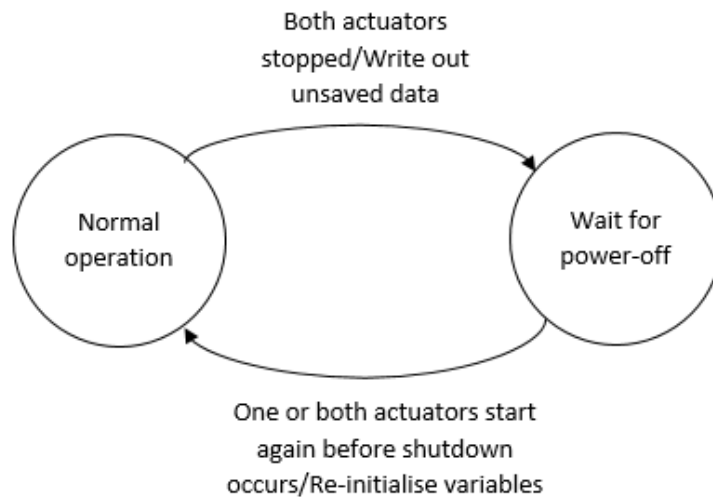 Both actuators
stopped/Write out
unsaved data
Normal
operation
Wait for
power-off
One or both actuators start
again before shutdown
occurs/Re-initialise variables